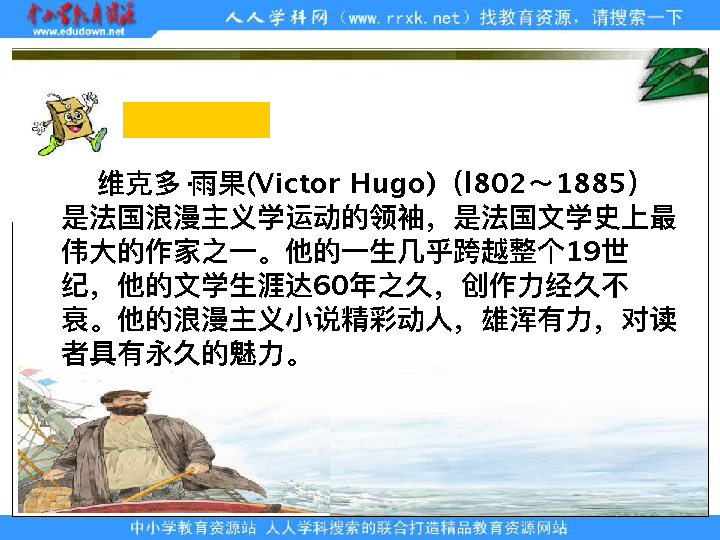 中小学教育资源
www.edudown.net
人人学科网（www.rrxk.net）找教育资源，请搜索一下
维克多·雨果(Victor Hugo)（l802～1885）
是法国浪漫主义学运动的领袖，是法国文学史上最
伟大的作家之一。他的一生几乎跨越整个19世
纪，他的文学生涯达60年之久，创作力经久不
衰。他的浪漫主义小说精彩动人，雄浑有力，对读
者具有永久的魅力。
中小学教育资源站 人人学科搜索的联合打造精品教育资源网站